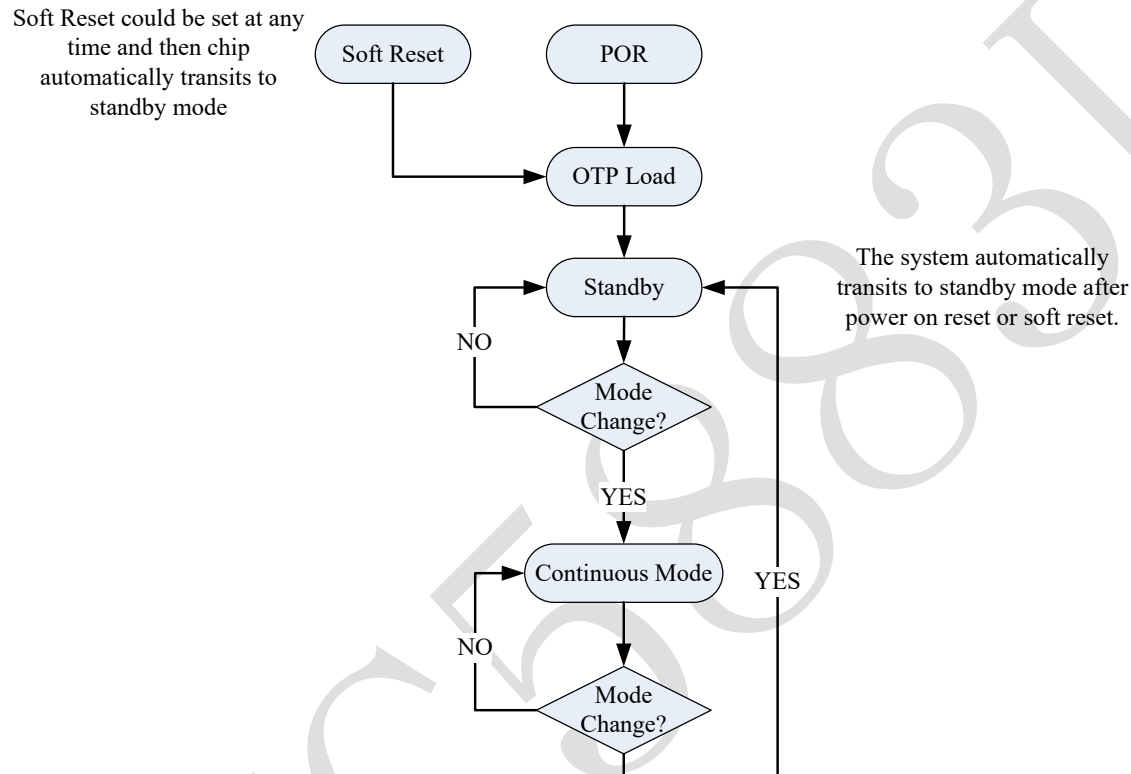 Soft Reset could be set at any
time and then chip
automatically transits to
standby mode
Soft Reset
POR
OTP Load
Standby
The system automatically
transits to standby mode after
power on reset or soft reset.
NO
Mode
Change?
YES
Continuous Mode
YES
NO
Mode
Change?